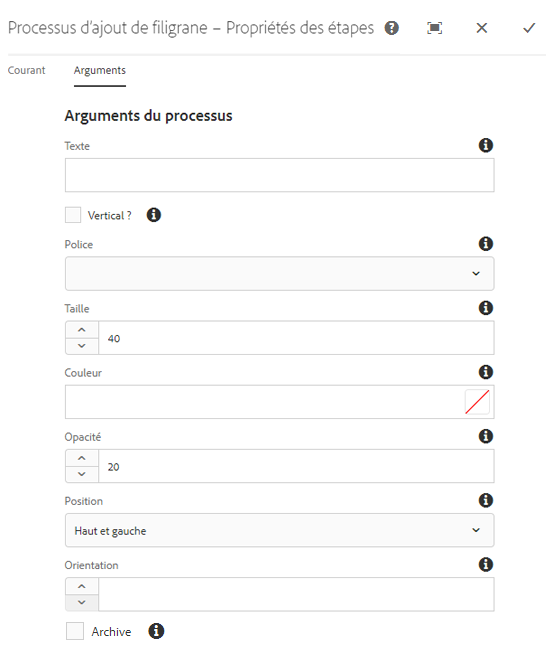 Processus d’ajout de filigrane – Propriétés des étapes
Courant Arguments
Arguments du processus
Texte
Vertical ?
Police
Taille
40
Couleur
Opacité
20
Position
Haut et gauche
Orientation
Archive